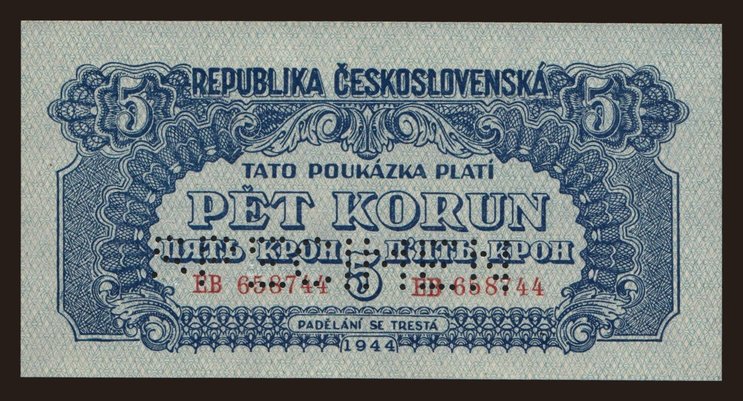 5 REPUBLIKA ČESKOSLOVENSKÁ 5
TATO POUKÁZKA PLATÍ
PĚT KORUN
ПЯТЬ КРОН П'ЯТЬ КРОН
EB 658744 5 EB 658744
PADĚLÁNÍ SE TRESTÁ
1944